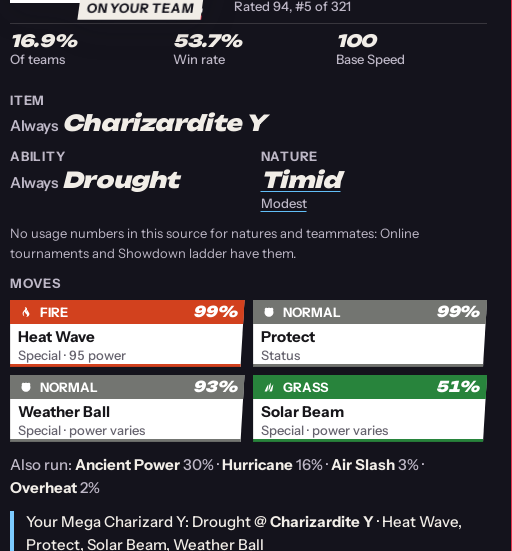 ON YOUR TEAM
Rated 94, #5 of 321
16.9%
Of teams
53.7%
Win rate
100
Base Speed
ITEM
Always Charizardite Y
ABILITY
Always Drought
NATURE
Timid
Modest
No usage numbers in this source for natures and teammates: Online
tournaments and Showdown ladder have them.
MOVES
FIRE 99%
Heat Wave
Special · 95 power
NORMAL 99%
Protect
Status
NORMAL 93%
Weather Ball
Special · power varies
GRASS 51%
Solar Beam
Special · power varies
Also run: Ancient Power 30% · Hurricane 16% · Air Slash 3% ·
Overheat 2%
Your Mega Charizard Y: Drought @ Charizardite Y · Heat Wave,
Protect, Solar Beam, Weather Ball